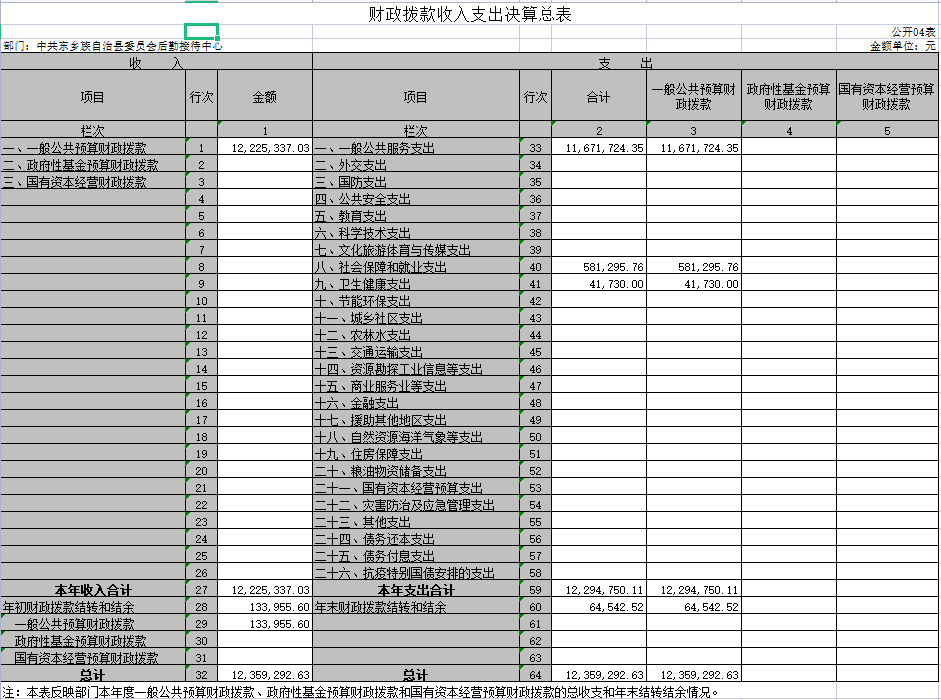 财政拨款收入支出决算总表
公开04表
部门：中共东乡族自治县委员会后勤接待中心 金额单位：元
收 入 支 出
项目 行次 金额 项目 行次 合计 一般公共预算财政拨款 政府性基金预算财政拨款 国有资本经营预算财政拨款
栏次 1 栏次 2 3 4 5
一、一般公共预算财政拨款 1 12,225,337.03 一、一般公共服务支出 33 11,671,724.35 11,671,724.35
二、政府性基金预算财政拨款 2 二、外交支出 34
三、国有资本经营财政拨款 3 三、国防支出 35
4 四、公共安全支出 36
5 五、教育支出 37
6 六、科学技术支出 38
7 七、文化旅游体育与传媒支出 39
8 八、社会保障和就业支出 40 581,295.76 581,295.76
9 九、卫生健康支出 41 41,730.00 41,730.00
10 十、节能环保支出 42
11 十一、城乡社区支出 43
12 十二、农林水支出 44
13 十三、交通运输支出 45
14 十四、资源勘探工业信息等支出 46
15 十五、商业服务业等支出 47
16 十六、金融支出 48
17 十七、援助其他地区支出 49
18 十八、自然资源海洋气象等支出 50
19 十九、住房保障支出 51
20 二十、粮油物资储备支出 52
21 二十一、国有资本经营预算支出 53
22 二十二、灾害防治及应急管理支出 54
23 二十三、其他支出 55
24 二十四、债务还本支出 56
25 二十五、债务付息支出 57
26 二十六、抗疫特别国债安排的支出 58
本年收入合计 27 12,225,337.03 本年支出合计 59 12,294,750.11 12,294,750.11
年初财政拨款结转和结余 28 133,955.60 年末财政拨款结转和结余 60 64,542.52 64,542.52
一般公共预算财政拨款 29 133,955.60 61
政府性基金预算财政拨款 30 62
国有资本经营预算财政拨款 31 63
总计 32 12,359,292.63 总计 64 12,359,292.63 12,359,292.63
注：本表反映部门本年度一般公共预算财政拨款、政府性基金预算财政拨款和国有资本经营预算财政拨款的总收支和年末结转结余情况。